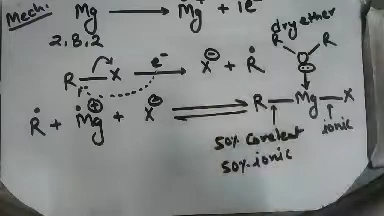 Mech: Mg ⟶ Mg⁺ + 1e⁻
2,8,2
dry ether
R R
O
R — X e⁻ ⟶ X⊖ + Ṙ
Ṙ + Mg⊕ + X⊖ ⇌ R — Mg — X
50% covalent
50% ionic
ionic